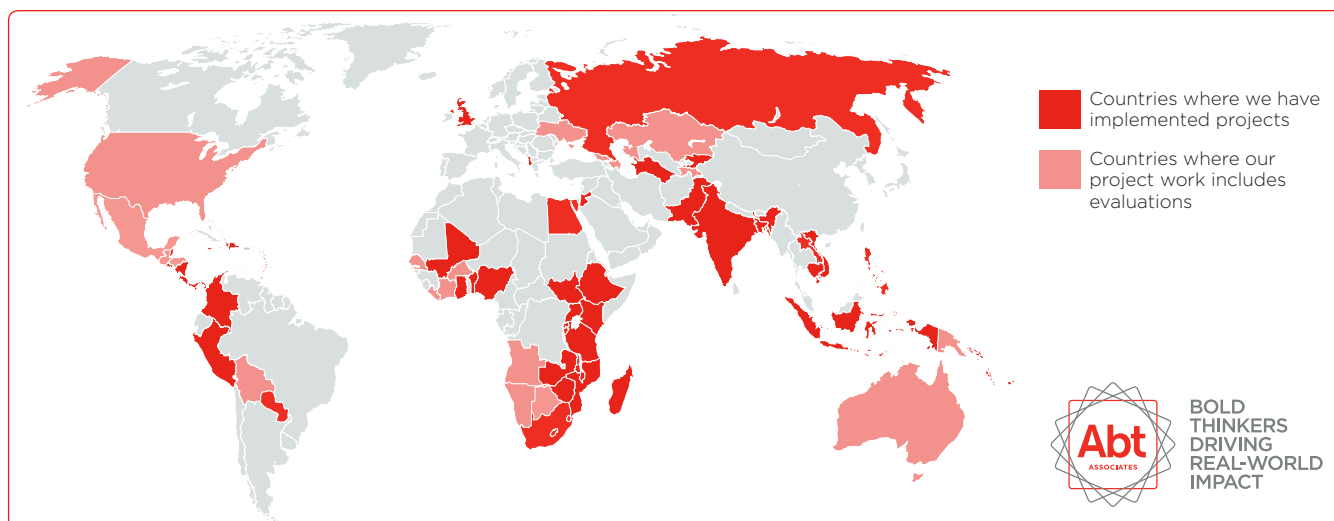 Countries where we have
implemented projects
Countries where our
project work includes
evaluations
Abt
ASSOCIATES
BOLD
THINKERS
DRIVING
REAL-WORLD
IMPACT